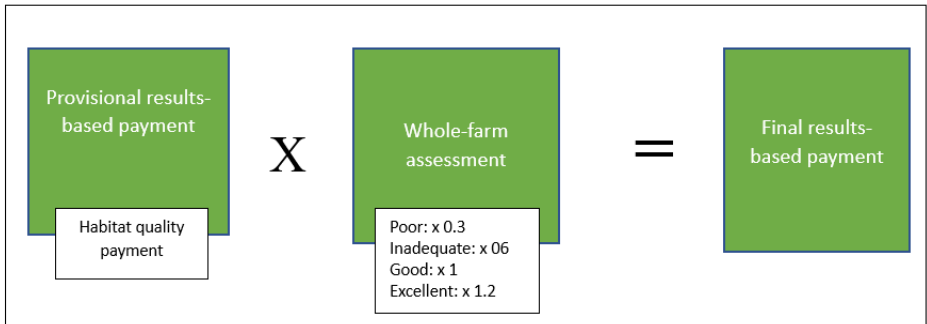 Provisional results-
based payment
Habitat quality
payment
X
Whole-farm
assessment
Poor: x 0.3
Inadequate: x 06
Good: x 1
Excellent: x 1.2
=
Final results-
based payment